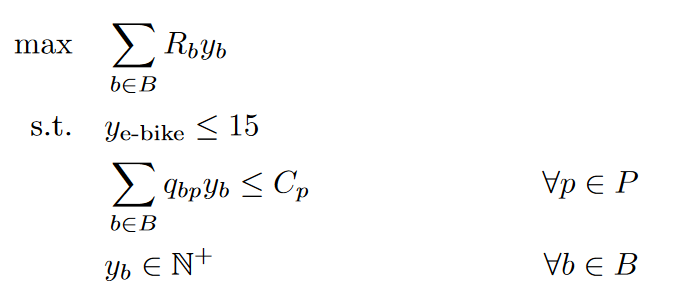 max ∑_{b∈B} R_b y_b
s.t. y_{e-bike} ≤ 15
∑_{b∈B} q_{bp} y_b ≤ C_p ∀p ∈ P
y_b ∈ ℕ⁺ ∀b ∈ B